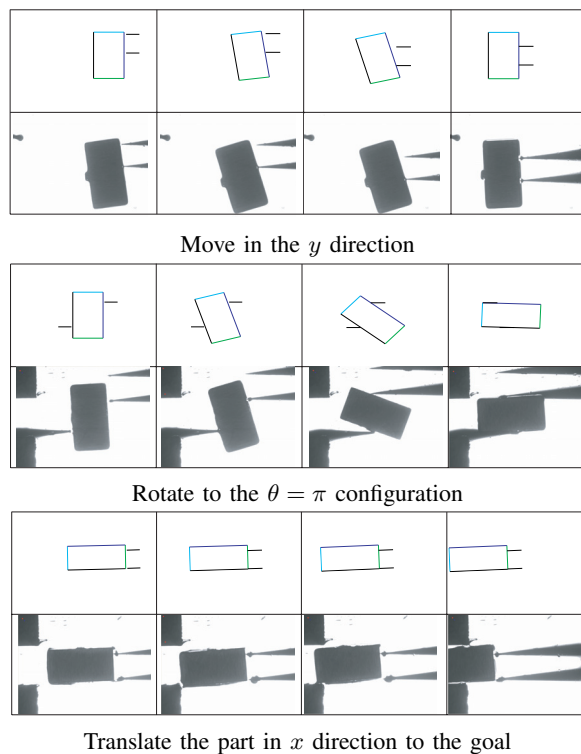 Move in the y direction
Rotate to the θ = π configuration
Translate the part in x direction to the goal